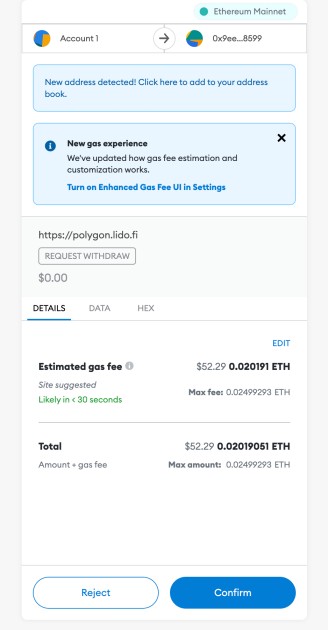 Ethereum Mainnet
Account 1
0x9ee...8599
New address detected! Click here to add to your address
book.
New gas experience
We've updated how gas fee estimation and
customization works.
Turn on Enhanced Gas Fee UI in Settings
https://polygon.lido.fi
REQUEST WITHDRAW
$0.00
DETAILS DATA HEX
EDIT
Estimated gas fee $52.29 0.020191 ETH
Site suggested Max fee: 0.02499293 ETH
Likely in < 30 seconds
Total $52.29 0.02019051 ETH
Amount + gas fee Max amount: 0.02499293 ETH
Reject Confirm